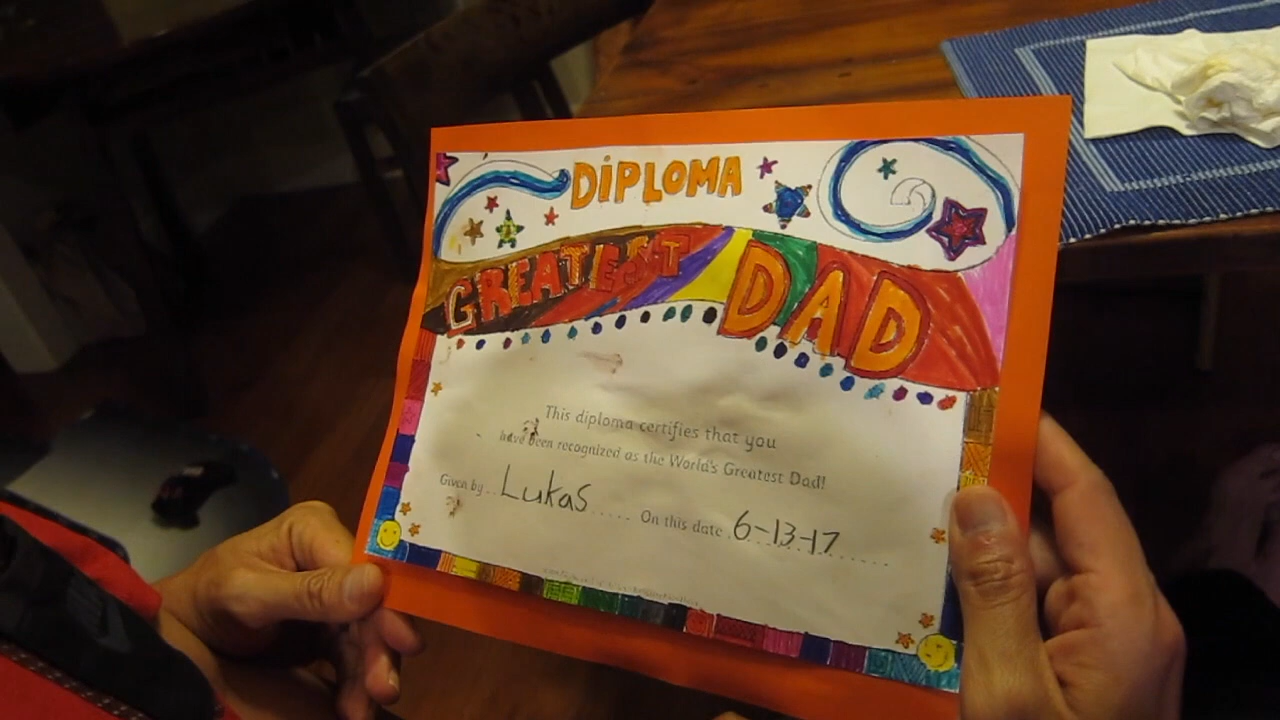 DiPLOMA
GREATEST DAD
This diploma certifies that you
have been recognized as the World's Greatest Dad!
Given by.. Lukas ..... On this date . 6-13-17 ....